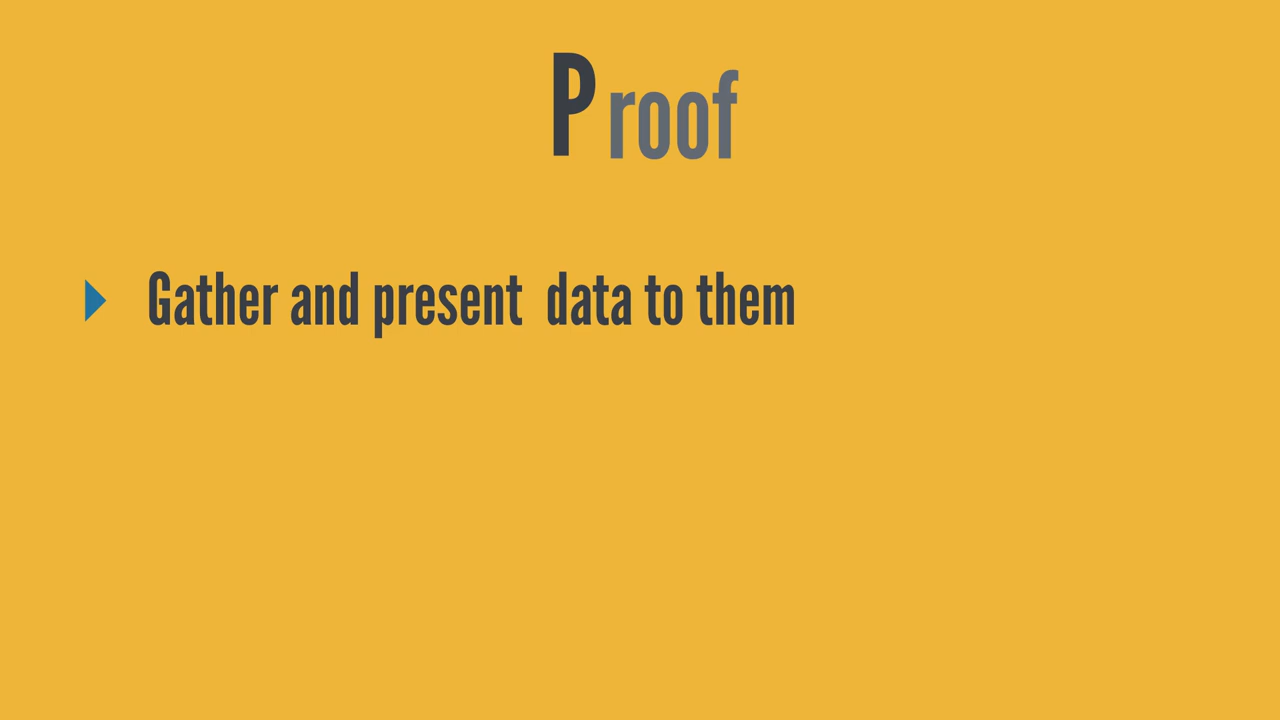 Proof
Gather and present data to them